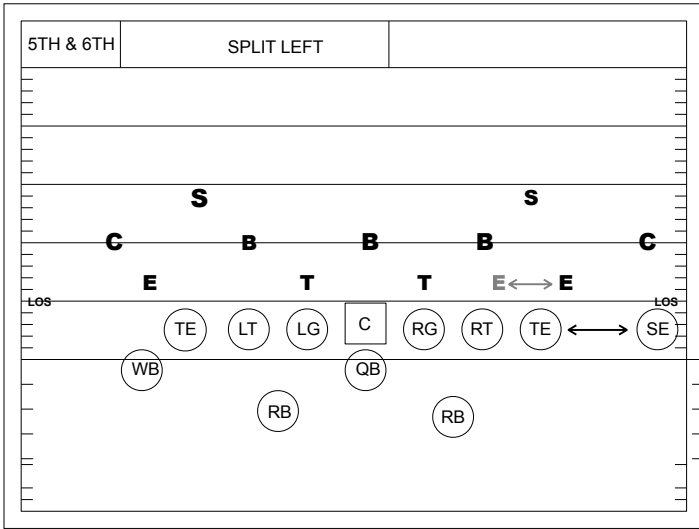 5TH & 6TH SPLIT LEFT
S S
C B B B C
E T T E E
LOS LOS
TE LT LG C RG RT TE SE
WB QB
RB RB